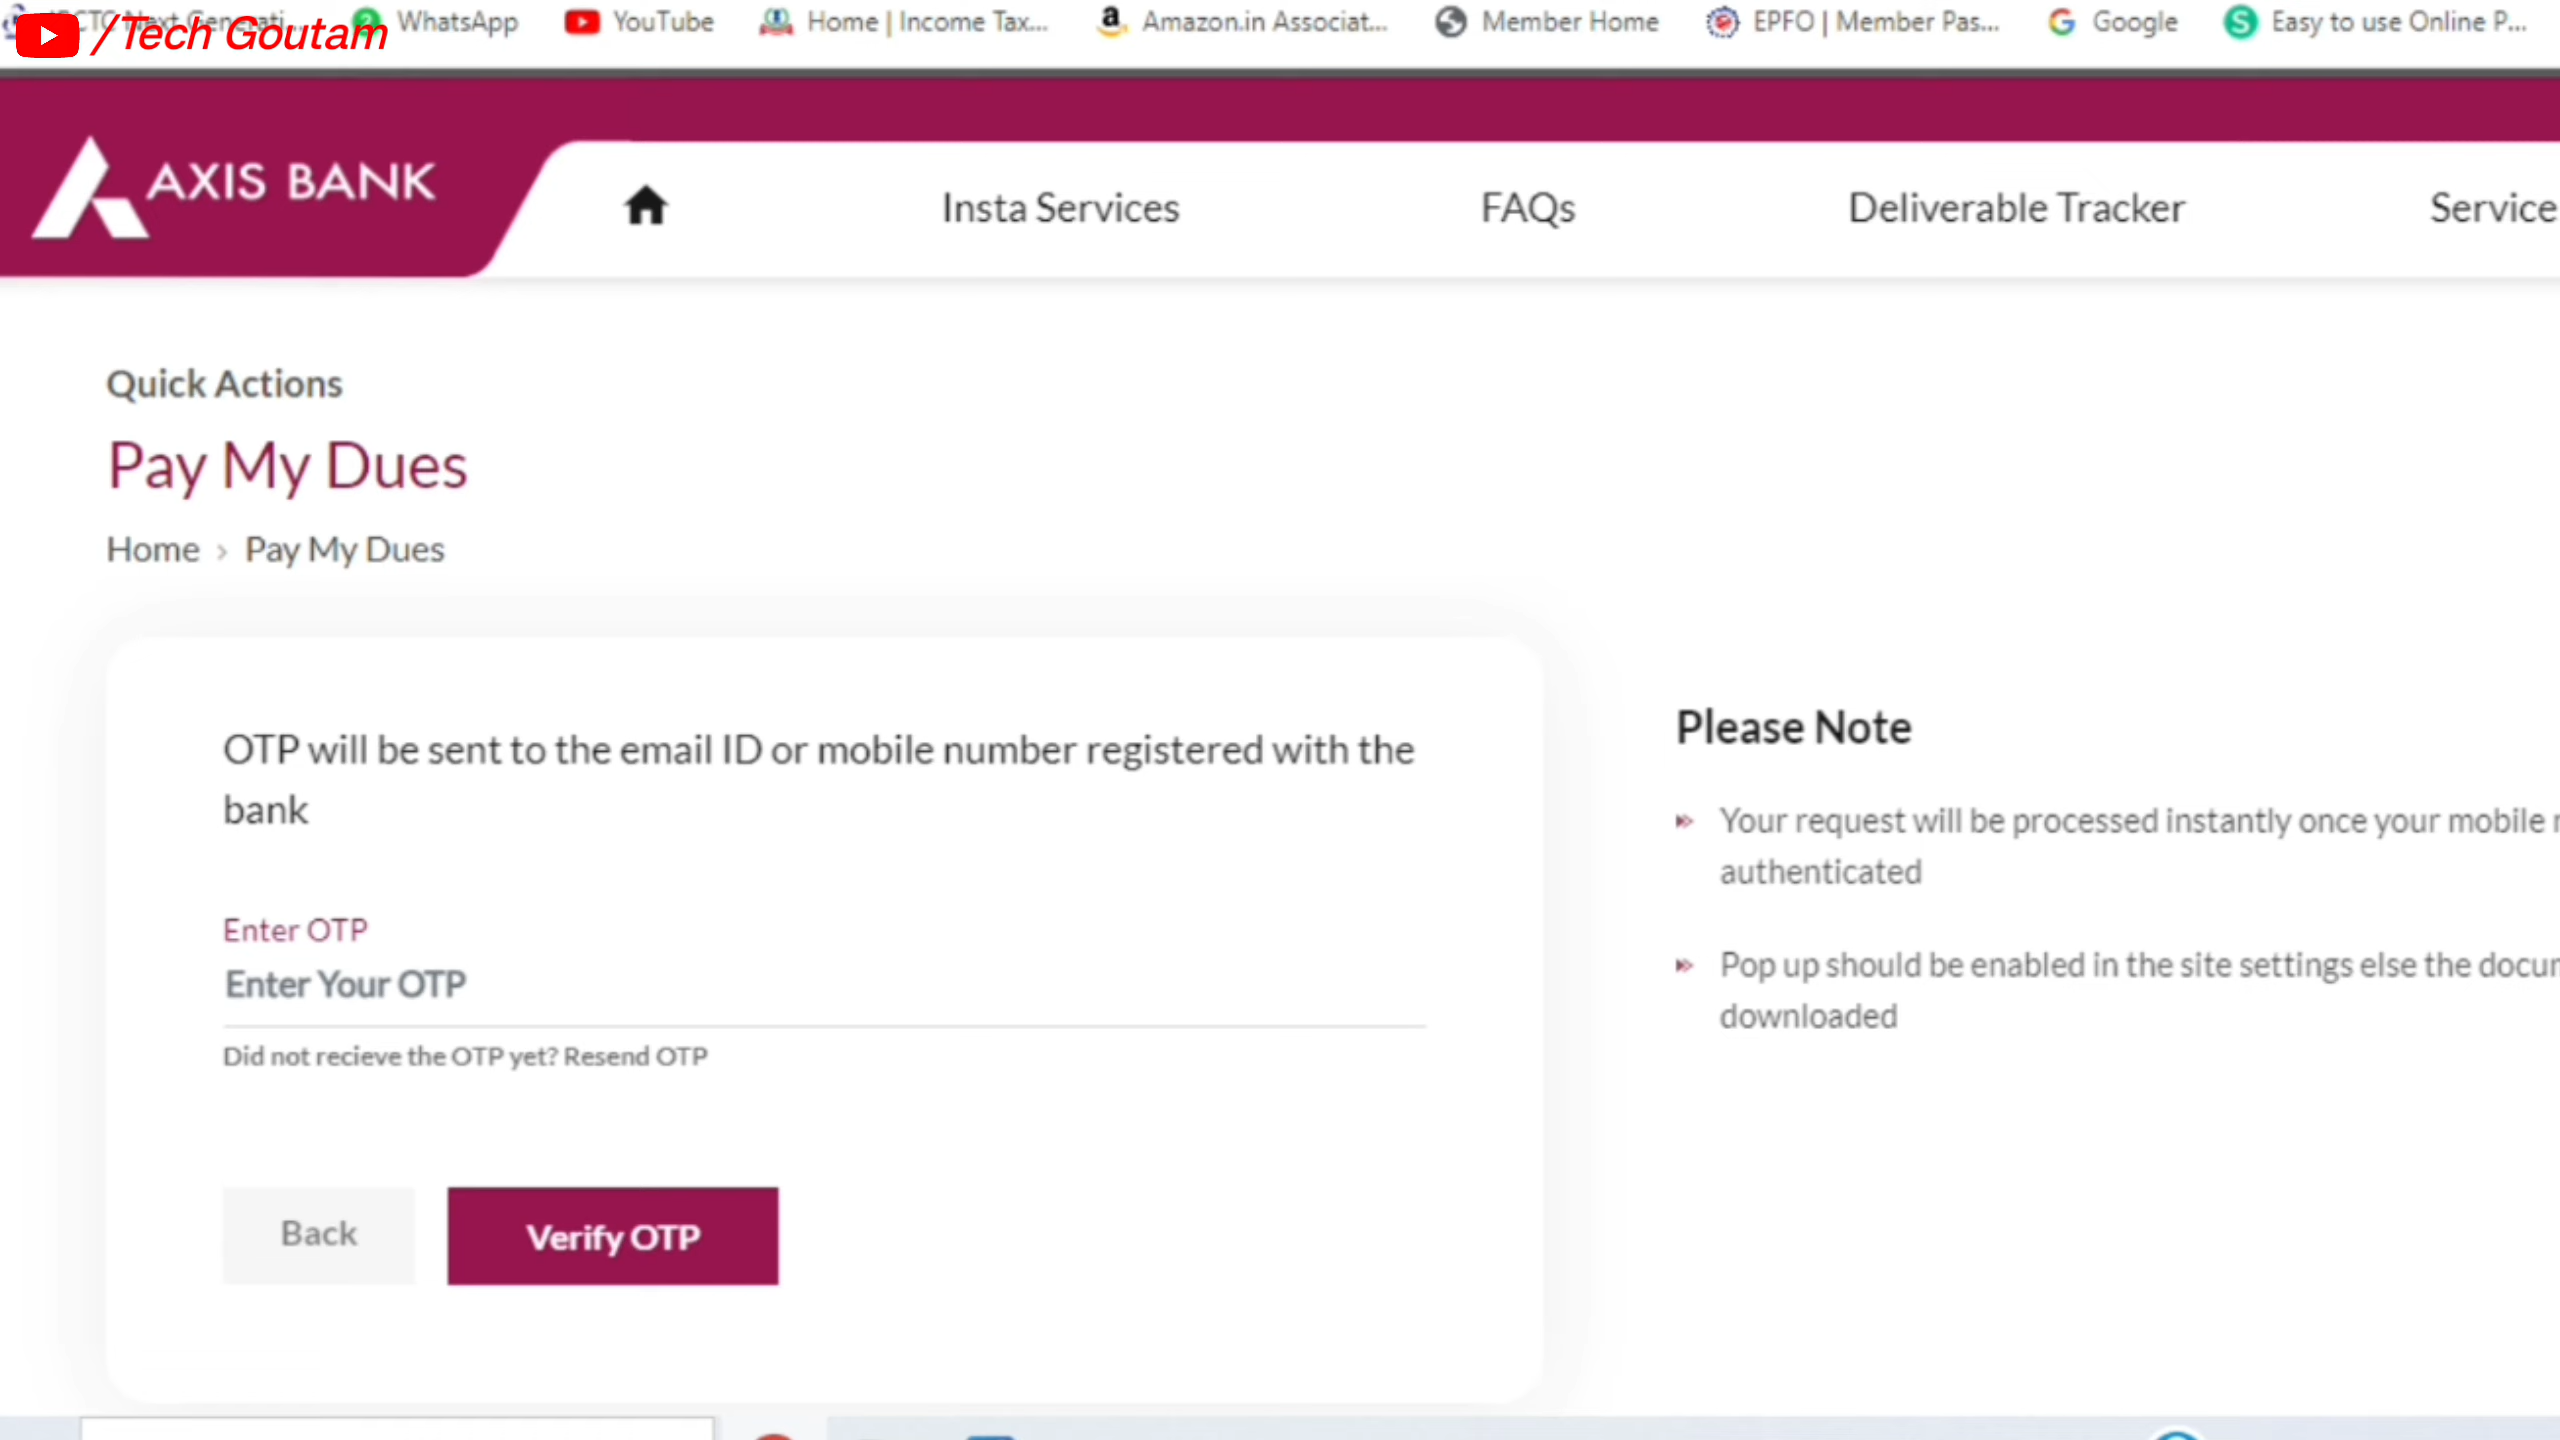 /Tech Goutam
WhatsApp
YouTube
Home | Income Tax...
Amazon.in Associat...
Member Home
EPFO | Member Pas...
Google
Easy to use Online P...
AXIS BANK
Insta Services
FAQs
Deliverable Tracker
Service
Quick Actions
Pay My Dues
Home › Pay My Dues
OTP will be sent to the email ID or mobile number registered with the
bank
Enter OTP
Enter Your OTP
Did not recieve the OTP yet? Resend OTP
Back
Verify OTP
Please Note
Your request will be processed instantly once your mobile
authenticated
Pop up should be enabled in the site settings else the docu
downloaded